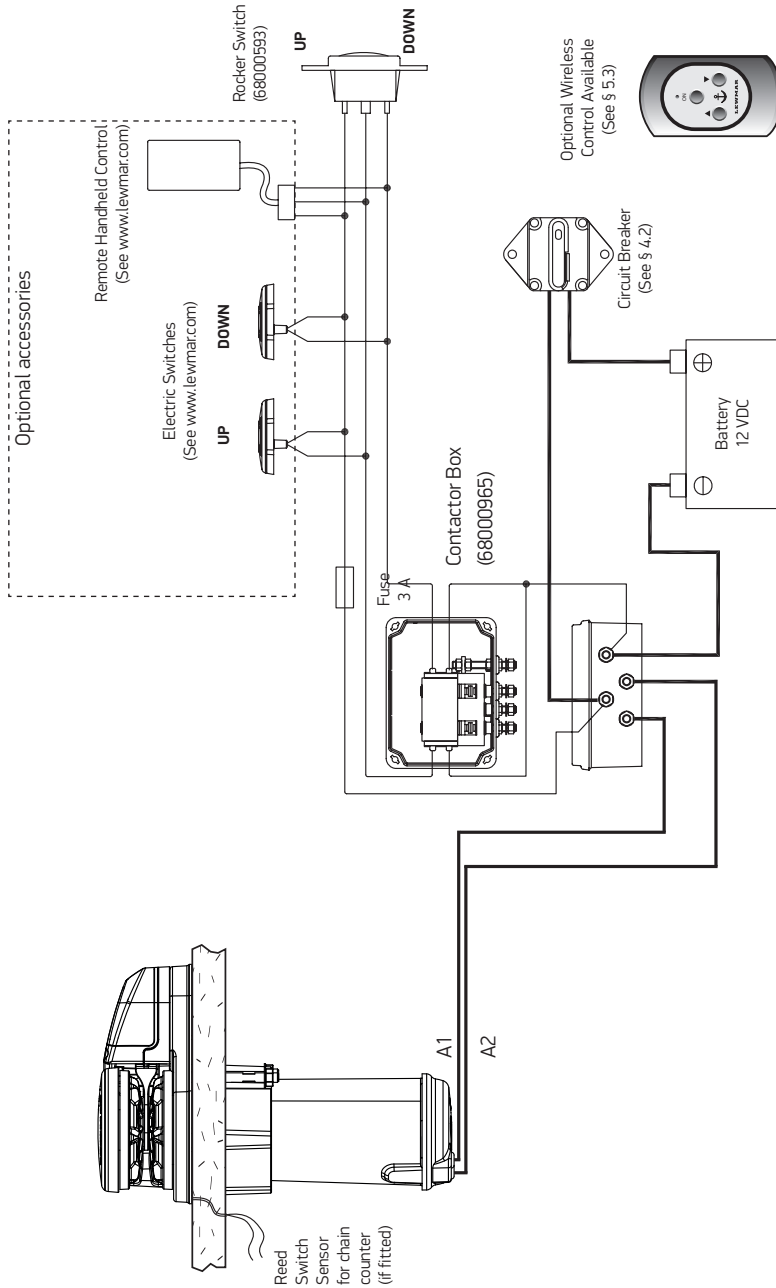 Optional accessories
Remote Handheld Control
(See www.lewmar.com)
Electric Switches
(See www.lewmar.com)
UP
DOWN
Rocker Switch
(68000593)
UP
DOWN
Fuse
3 A
Contactor Box
(68000965)
Optional Wireless
Control Available
(See § 5.3)
ON
LEWMAR
Circuit Breaker
(See § 4.2)
Battery
12 VDC
A1
A2
Reed
Switch
Sensor
for chain
counter
(if fitted)